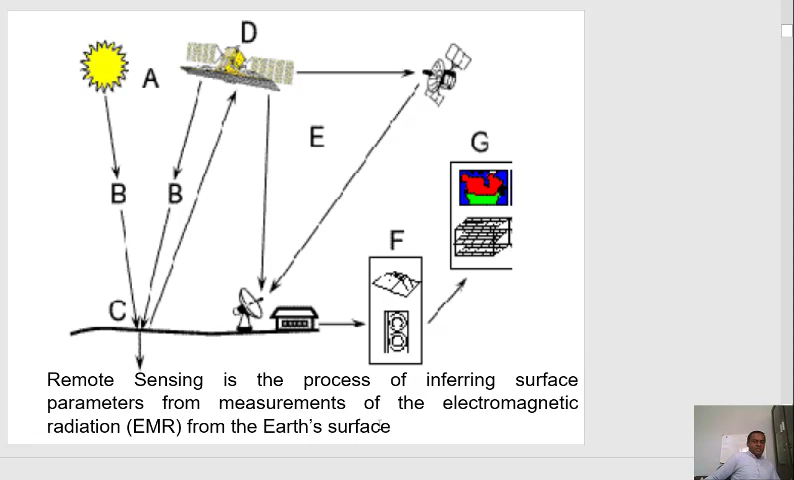 D
A
E
G
B B
F
C
Remote Sensing is the process of inferring surface
parameters from measurements of the electromagnetic
radiation (EMR) from the Earth's surface